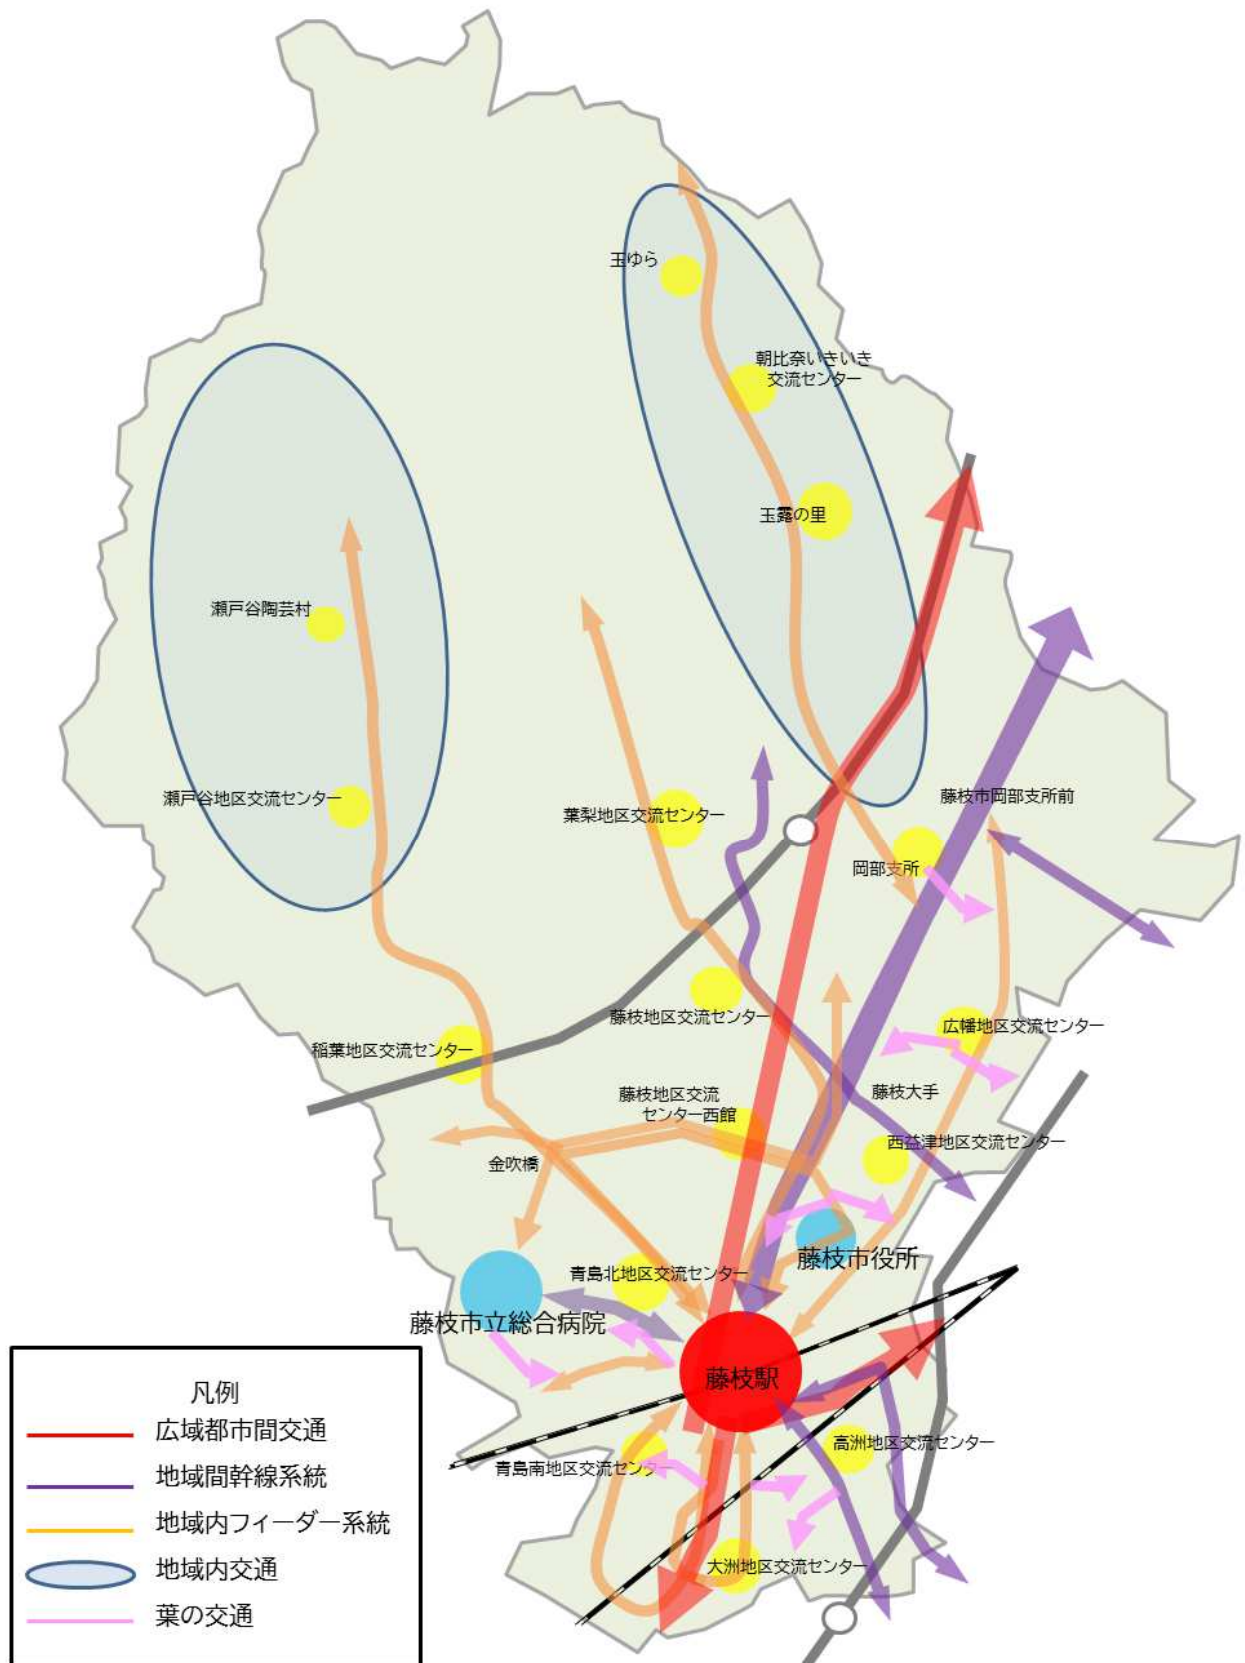 玉ゆら
朝比奈いきいき
交流センター
玉露の里
瀬戸谷陶芸村
瀬戸谷地区交流センター
葉梨地区交流センター
藤枝市岡部支所前
岡部支所
藤枝地区交流センター
広幡地区交流センター
稲葉地区交流センター
藤枝地区交流
センター西館
藤枝大手
西益津地区交流センター
金吹橋
藤枝市役所
青島北地区交流センター
藤枝市立総合病院
藤枝駅
高洲地区交流センター
青島南地区交流センター
大洲地区交流センター
凡例
広域都市間交通
地域間幹線系統
地域内フィーダー系統
地域内交通
葉の交通